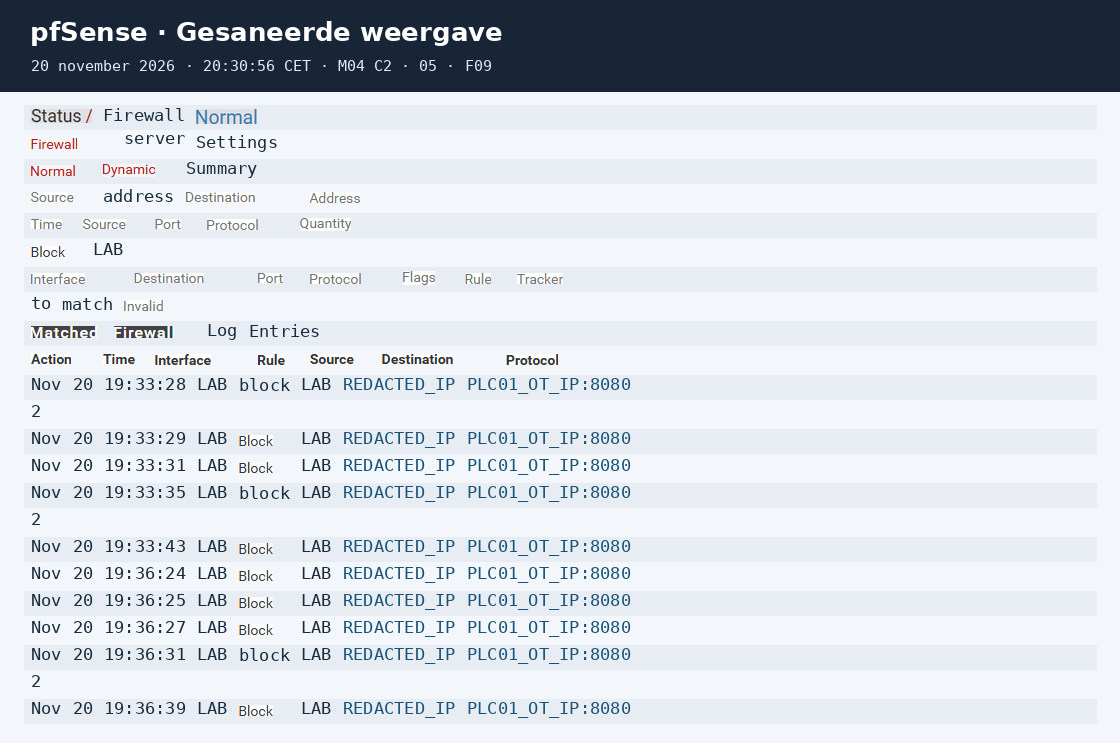 pfSense · Gesaneerde weergave
20 november 2026 · 20:30:56 CET · M04 C2 · 05 · F09
Status / Firewall Normal
Firewall server Settings
Normal Dynamic Summary
Source address Destination Address
Time Source Port Protocol Quantity
Block LAB
Interface Destination Port Protocol Flags Rule Tracker
to match Invalid
Matched Firewall Log Entries
Action Time Interface Rule Source Destination Protocol
Nov 20 19:33:28 LAB block LAB REDACTED_IP PLC01_OT_IP:8080
2
Nov 20 19:33:29 LAB Block LAB REDACTED_IP PLC01_OT_IP:8080
Nov 20 19:33:31 LAB Block LAB REDACTED_IP PLC01_OT_IP:8080
Nov 20 19:33:35 LAB block LAB REDACTED_IP PLC01_OT_IP:8080
2
Nov 20 19:33:43 LAB Block LAB REDACTED_IP PLC01_OT_IP:8080
Nov 20 19:36:24 LAB Block LAB REDACTED_IP PLC01_OT_IP:8080
Nov 20 19:36:25 LAB Block LAB REDACTED_IP PLC01_OT_IP:8080
Nov 20 19:36:27 LAB Block LAB REDACTED_IP PLC01_OT_IP:8080
Nov 20 19:36:31 LAB block LAB REDACTED_IP PLC01_OT_IP:8080
2
Nov 20 19:36:39 LAB Block LAB REDACTED_IP PLC01_OT_IP:8080